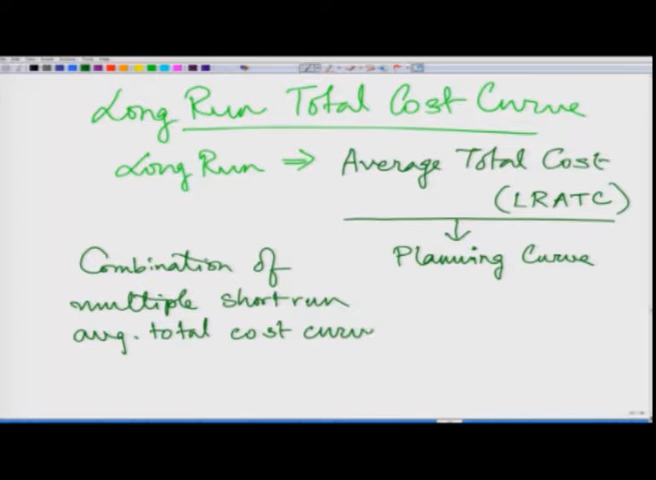 Long Run Total Cost Curve
Long Run ⇒ Average Total Cost
(LRATC)
↓
Planning Curve
Combination of
multiple short run
avg. total cost curv